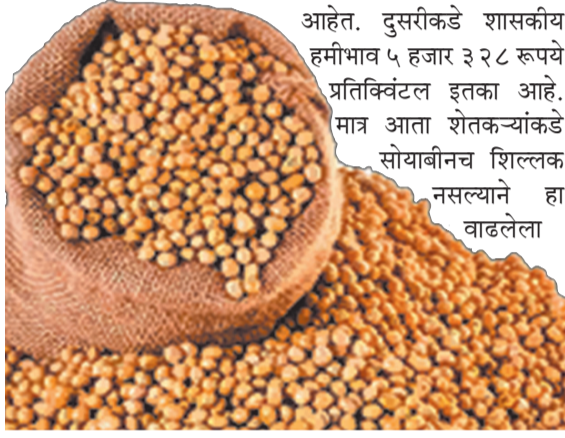 आहेत. दुसरीकडे शासकीय
हमीभाव ५ हजार ३२८ रूपये
प्रतिक्विंटल इतका आहे.
मात्र आता शेतकऱ्यांकडे
सोयाबीनच शिल्लक
नसल्याने हा
वाढलेला